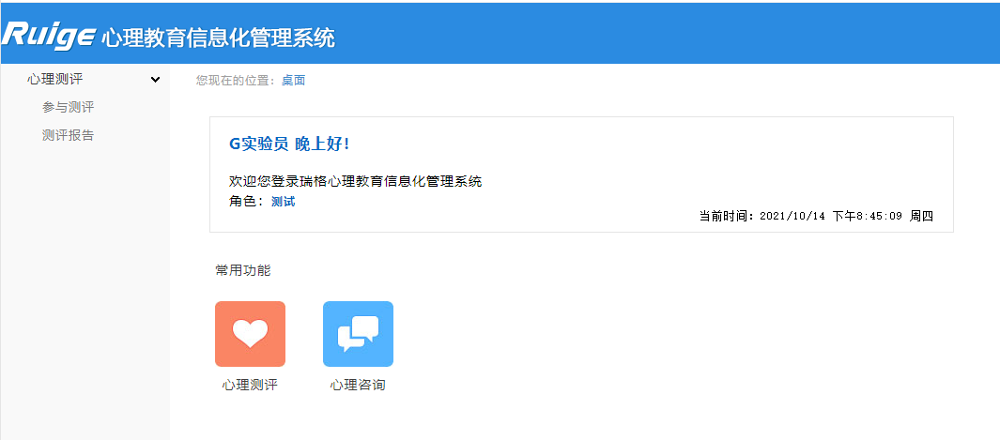 Ruige 心理教育信息化管理系统
心理测评
参与测评
测评报告
您现在的位置：桌面
G实验员 晚上好！
欢迎您登录瑞格心理教育信息化管理系统
角色：测试
当前时间：2021/10/14 下午8:45:09 周四
常用功能
心理测评
心理咨询